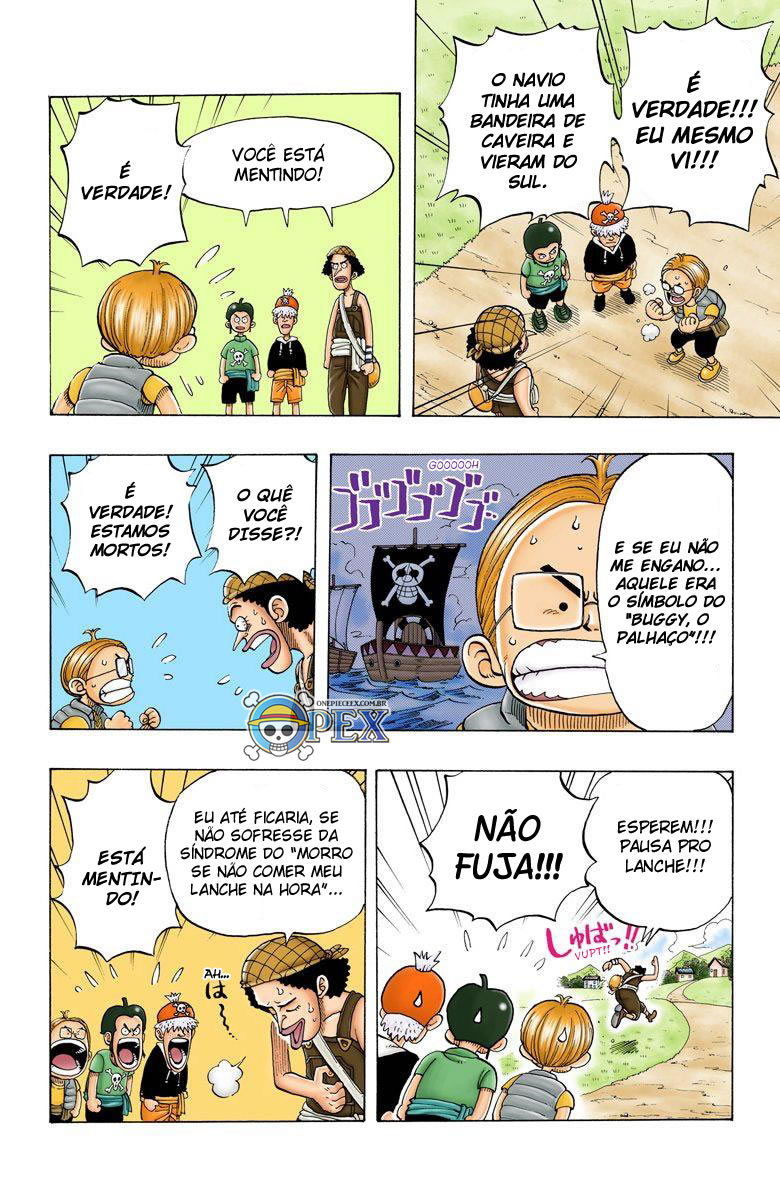 É
VERDADE!!!
EU MESMO
VI!!!
O NAVIO
TINHA UMA
BANDEIRA DE
CAVEIRA E
VIERAM DO
SUL.
VOCÊ ESTÁ
MENTINDO!
É
VERDADE!
E SE EU NÃO
ME ENGANO...
AQUELE ERA
O SÍMBOLO DO
"BUGGY, O
PALHAÇO"!!!
GOOOOOH
ゴゴゴゴゴゴ..
O QUÊ
VOCÊ
DISSE?!
É
VERDADE!
ESTAMOS
MORTOS!
ONEPIECEEX.COM.BR
OPEX
ESPEREM!!!
PAUSA PRO
LANCHE!!!
NÃO
FUJA!!!
しゅばっ!!
VUPT!!
EU ATÉ FICARIA, SE
NÃO SOFRESSE DA
SÍNDROME DO "MORRO
SE NÃO COMER MEU
LANCHE NA HORA"...
AH...
は〜
ESTÁ
MENTIN-
DO!